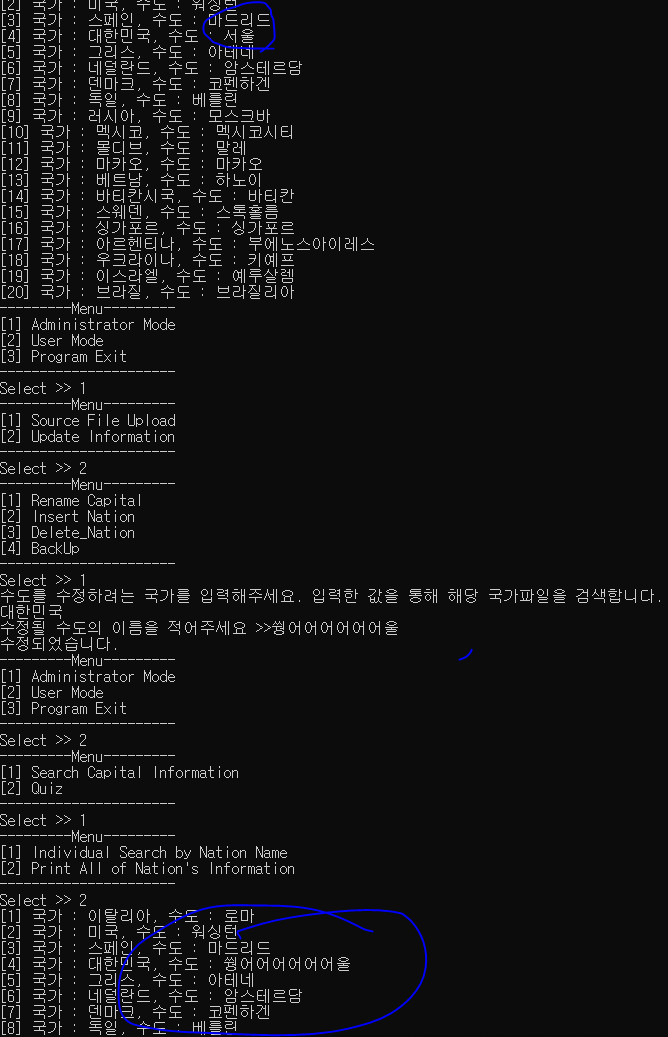 [2] 국가 : 미국, 수도 : 워싱턴
[3] 국가 : 스페인, 수도 : 마드리드
[4] 국가 : 대한민국, 수도 : 서울
[5] 국가 : 그리스, 수도 : 아테네
[6] 국가 : 네덜란드, 수도 : 암스테르담
[7] 국가 : 덴마크, 수도 : 코펜하겐
[8] 국가 : 독일, 수도 : 베를린
[9] 국가 : 러시아, 수도 : 모스크바
[10] 국가 : 멕시코, 수도 : 멕시코시티
[11] 국가 : 몰디브, 수도 : 말레
[12] 국가 : 마카오, 수도 : 마카오
[13] 국가 : 베트남, 수도 : 하노이
[14] 국가 : 바티칸시국, 수도 : 바티칸
[15] 국가 : 스웨덴, 수도 : 스톡홀름
[16] 국가 : 싱가포르, 수도 : 싱가포르
[17] 국가 : 아르헨티나, 수도 : 부에노스아이레스
[18] 국가 : 우크라이나, 수도 : 키예프
[19] 국가 : 이스라엘, 수도 : 예루살렘
[20] 국가 : 브라질, 수도 : 브라질리아
---------Menu---------
[1] Administrator Mode
[2] User Mode
[3] Program Exit
----------------------
Select >> 1
---------Menu---------
[1] Source File Upload
[2] Update Information
----------------------
Select >> 2
---------Menu---------
[1] Rename Capital
[2] Insert Nation
[3] Delete_Nation
[4] BackUp
----------------------
Select >> 1
수도를 수정하려는 국가를 입력해주세요. 입력한 값을 통해 해당 국가파일을 검색합니다.
대한민국
수정될 수도의 이름을 적어주세요 >>쒕어어어어어어울
수정되었습니다.
---------Menu---------
[1] Administrator Mode
[2] User Mode
[3] Program Exit
----------------------
Select >> 2
---------Menu---------
[1] Search Capital Information
[2] Quiz
----------------------
Select >> 1
---------Menu---------
[1] Individual Search by Nation Name
[2] Print All of Nation's Information
----------------------
Select >> 2
[1] 국가 : 이탈리아, 수도 : 로마
[2] 국가 : 미국, 수도 : 워싱턴
[3] 국가 : 스페인, 수도 : 마드리드
[4] 국가 : 대한민국, 수도 : 쒕어어어어어어울
[5] 국가 : 그리스, 수도 : 아테네
[6] 국가 : 네덜란드, 수도 : 암스테르담
[7] 국가 : 덴마크, 수도 : 코펜하겐
[8] 국가 : 독일, 수도 : 베를린